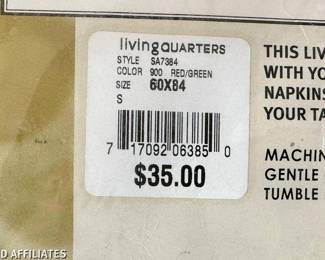 livingQUARTERS
STYLE SA7384
COLOR 900 RED/GREEN
SIZE 60X84
S
7 17092 06385 0
$35.00
THIS LIV
WITH YO
NAPKINS
YOUR TA
MACHIN
GENTLE
TUMBLE
D AFFILIATES